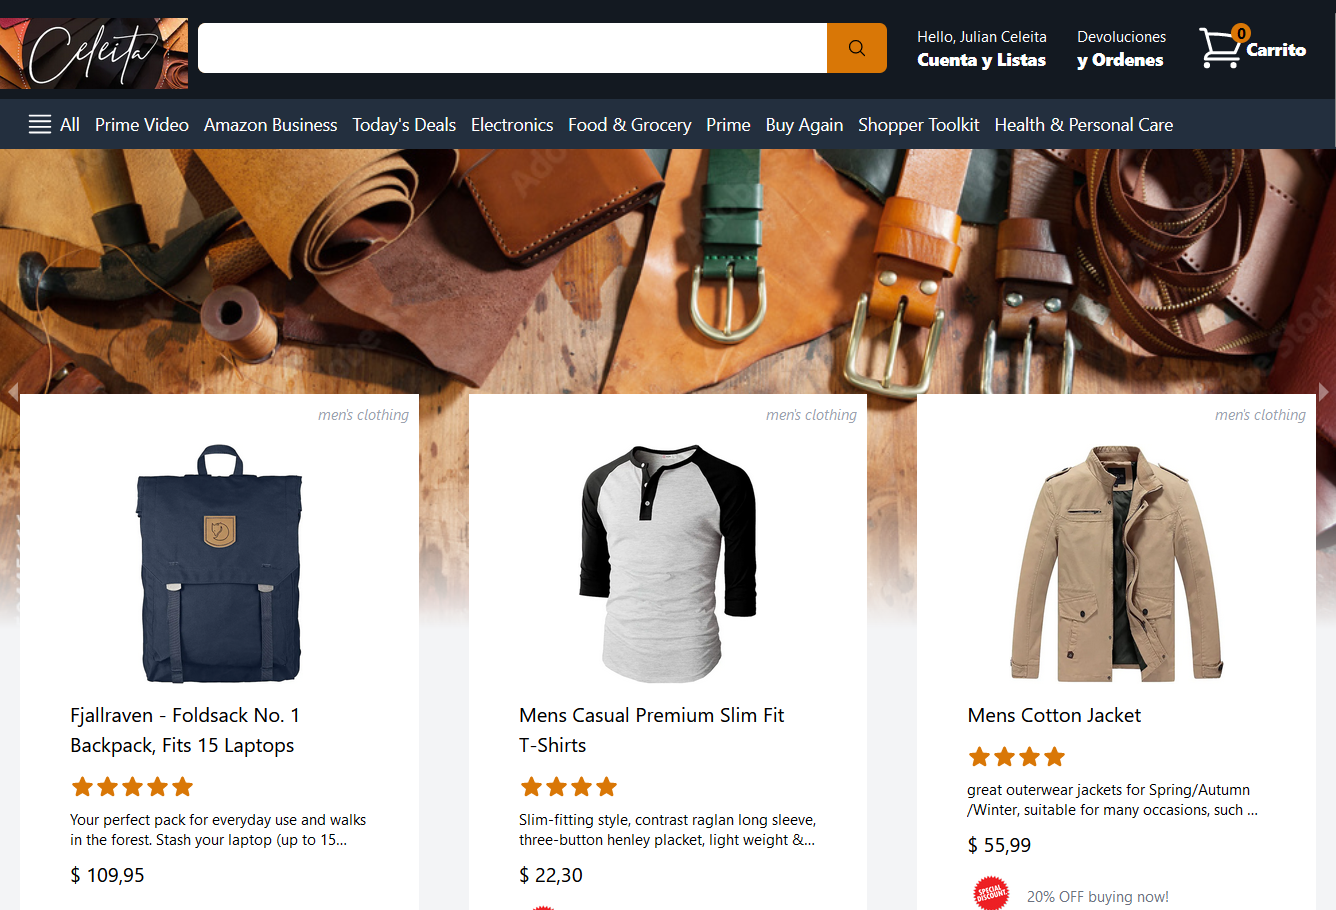 Celeita
Hello, Julian Celeita
Cuenta y Listas
Devoluciones
y Ordenes
0
Carrito
All Prime Video Amazon Business Today's Deals Electronics Food & Grocery Prime Buy Again Shopper Toolkit Health & Personal Care
men's clothing
Fjallraven - Foldsack No. 1
Backpack, Fits 15 Laptops
Your perfect pack for everyday use and walks
in the forest. Stash your laptop (up to 15...
$ 109,95
men's clothing
Mens Casual Premium Slim Fit
T-Shirts
Slim-fitting style, contrast raglan long sleeve,
three-button henley placket, light weight &...
$ 22,30
men's clothing
Mens Cotton Jacket
great outerwear jackets for Spring/Autumn
/Winter, suitable for many occasions, such ...
$ 55,99
SPECIAL
DISCOUNT
20% OFF buying now!